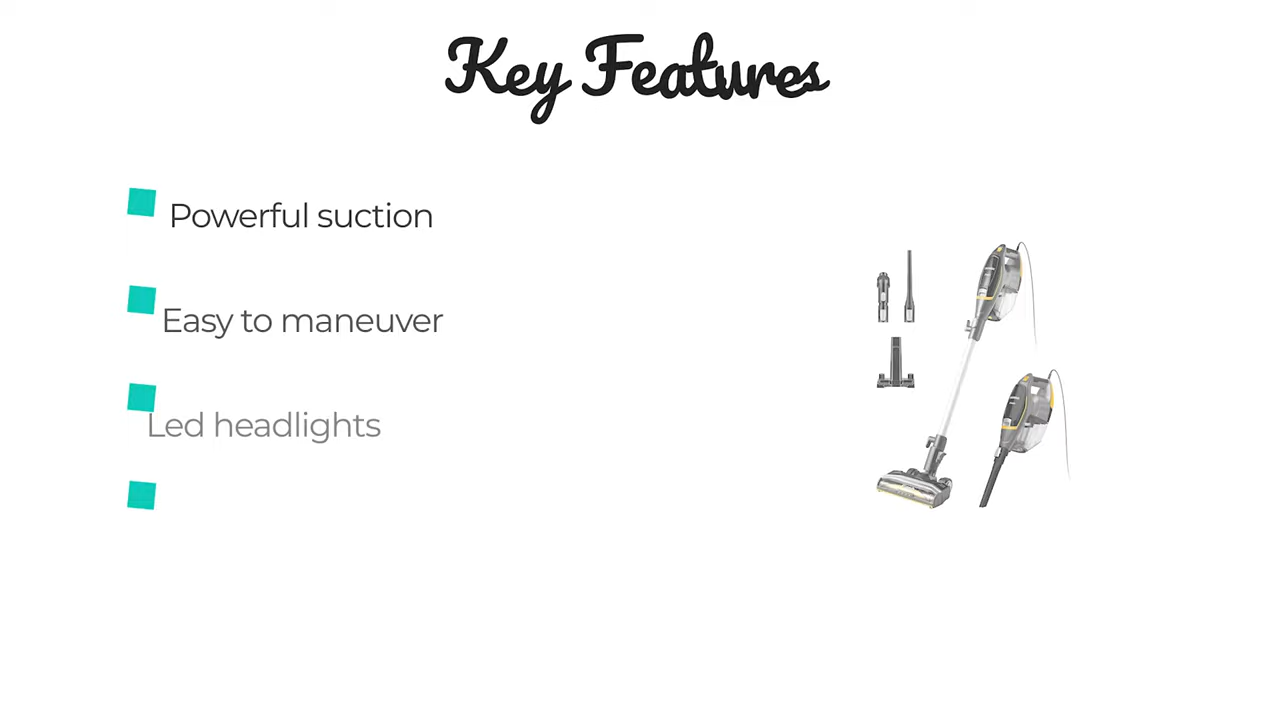 Key Features
Powerful suction
Easy to maneuver
Led headlights